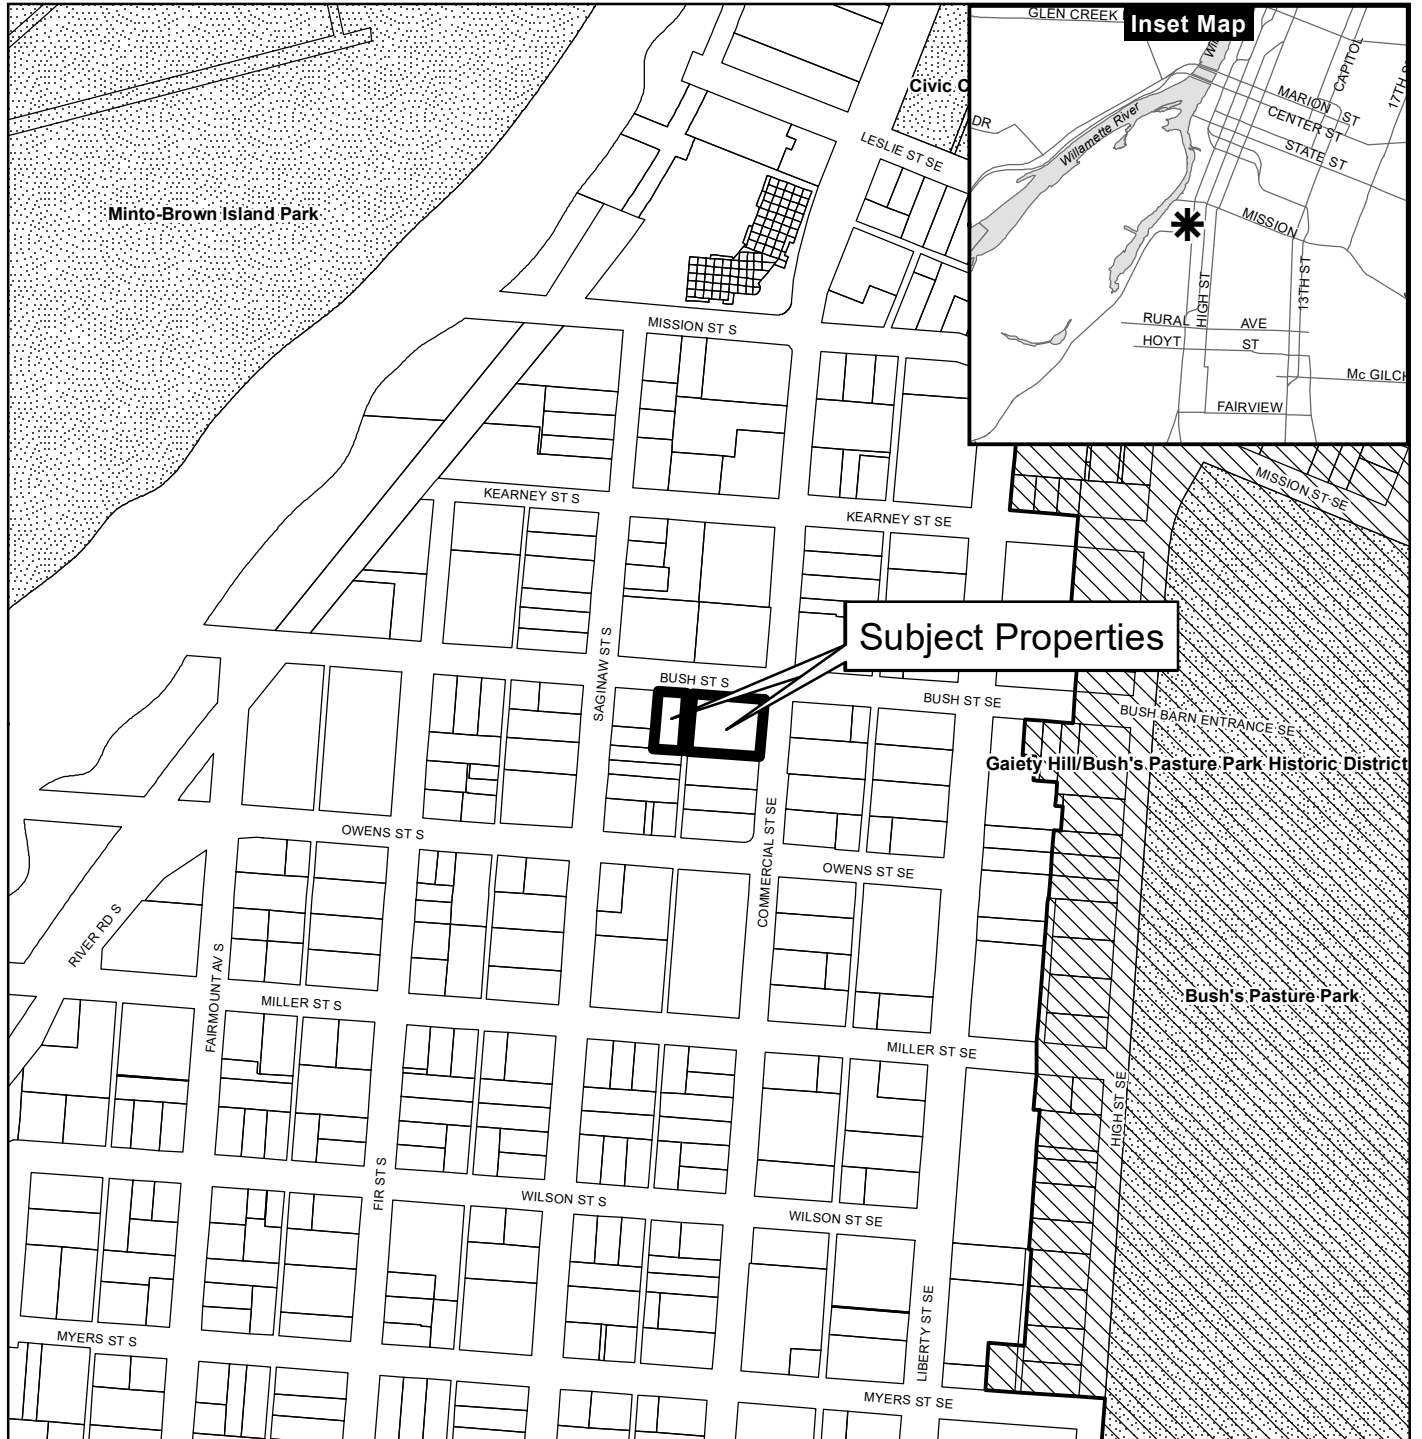 Inset Map
GLEN CREEK
CAPITOL
17TH
MARION ST
CENTER ST
STATE ST
DR
Willamette River
MISSION
HIGH ST
13TH ST
RURAL AVE
HOYT ST
Mc GILCH
FAIRVIEW
Civic C
LESLIE ST SE
Minto-Brown Island Park
MISSION ST S
MISSION ST SE
KEARNEY ST S
KEARNEY ST SE
Subject Properties
SAGINAW ST S
BUSH ST S
BUSH ST SE
BUSH BARN ENTRANCE SE
Gaiety Hill/Bush's Pasture Park Historic District
OWENS ST S
COMMERCIAL ST SE
OWENS ST SE
RIVER RD S
FAIRMOUNT AV S
MILLER ST S
Bush's Pasture Park
MILLER ST SE
HIGH ST SE
FIR ST S
WILSON ST S
WILSON ST SE
LIBERTY ST SE
MYERS ST S
MYERS ST SE